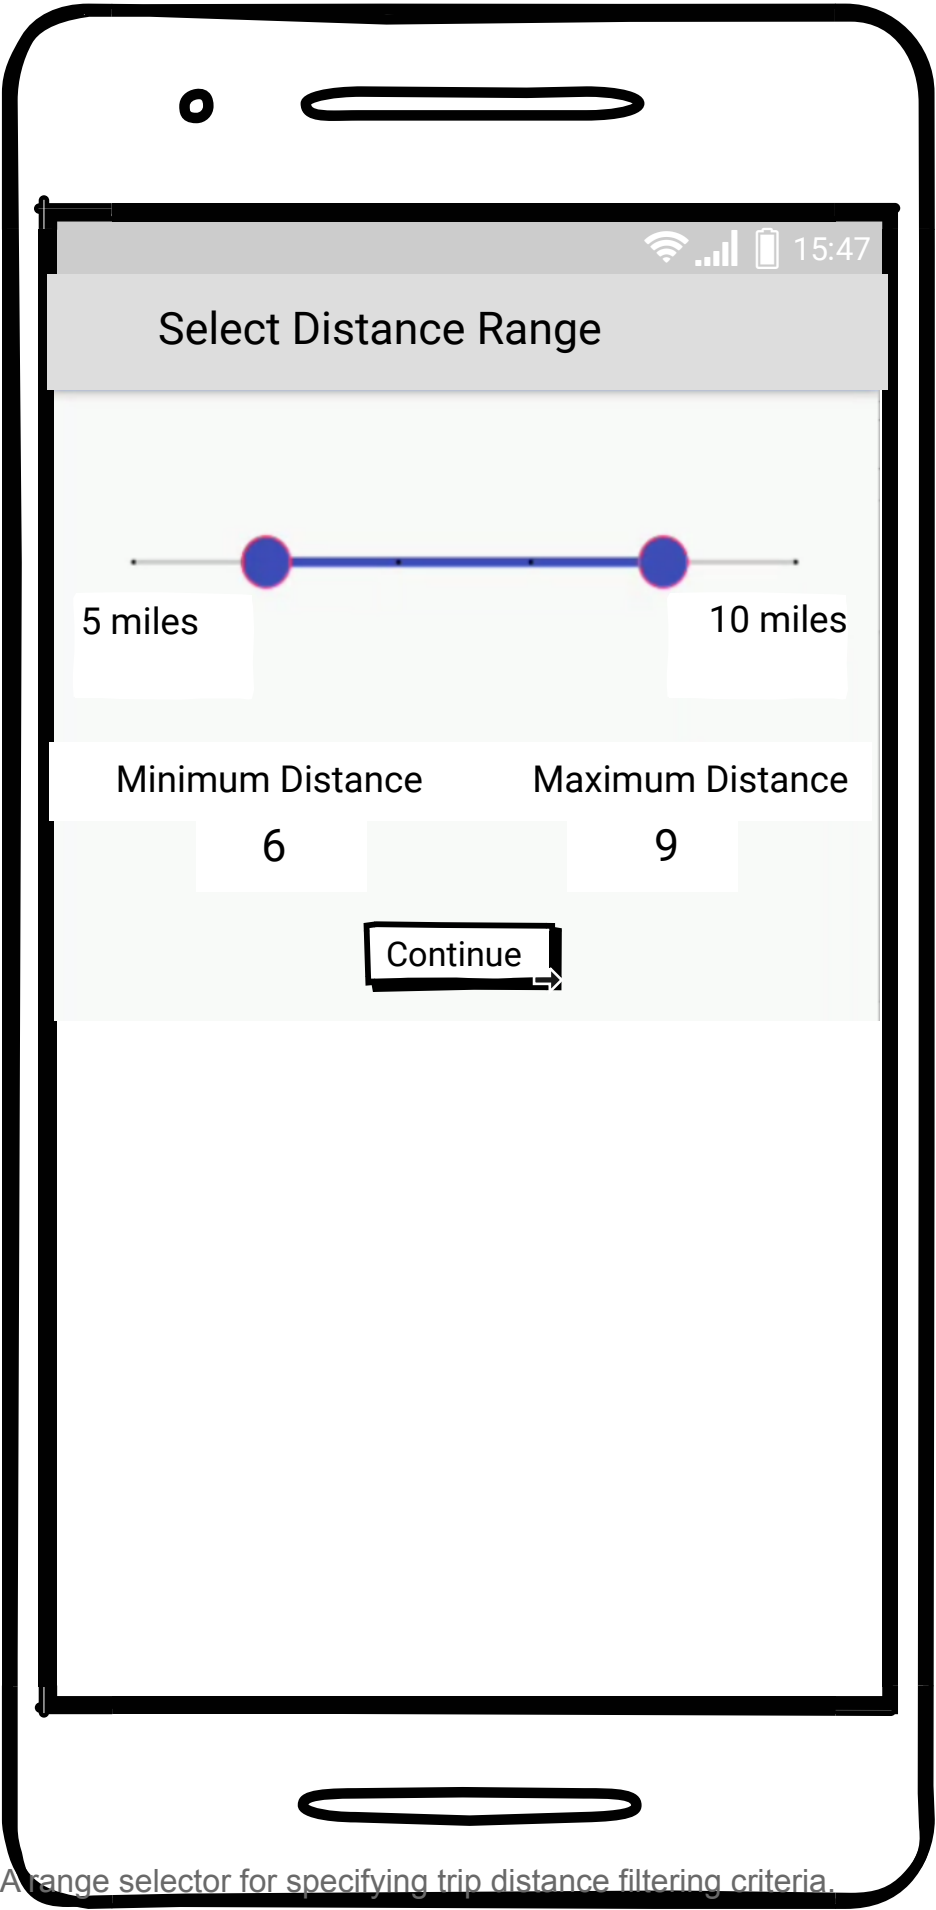 15:47
Select Distance Range
5 miles 10 miles
Minimum Distance Maximum Distance
6 9
Continue
A range selector for specifying trip distance filtering criteria.